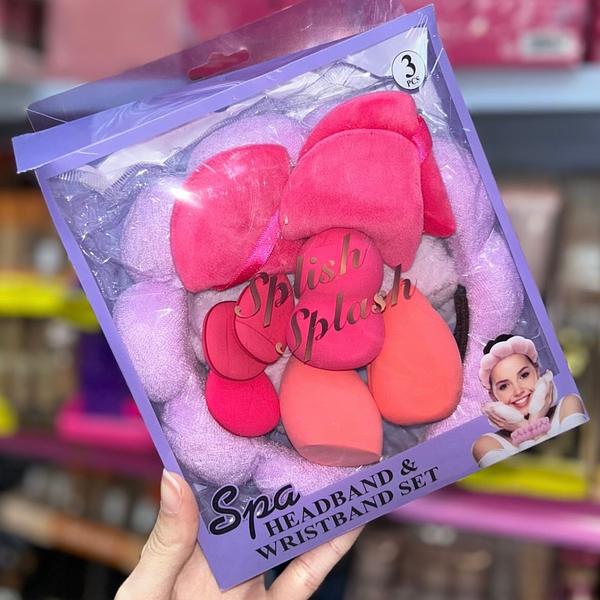 3
PCs
Splish
Splash
Spa
HEADBAND &
WRISTBAND SET